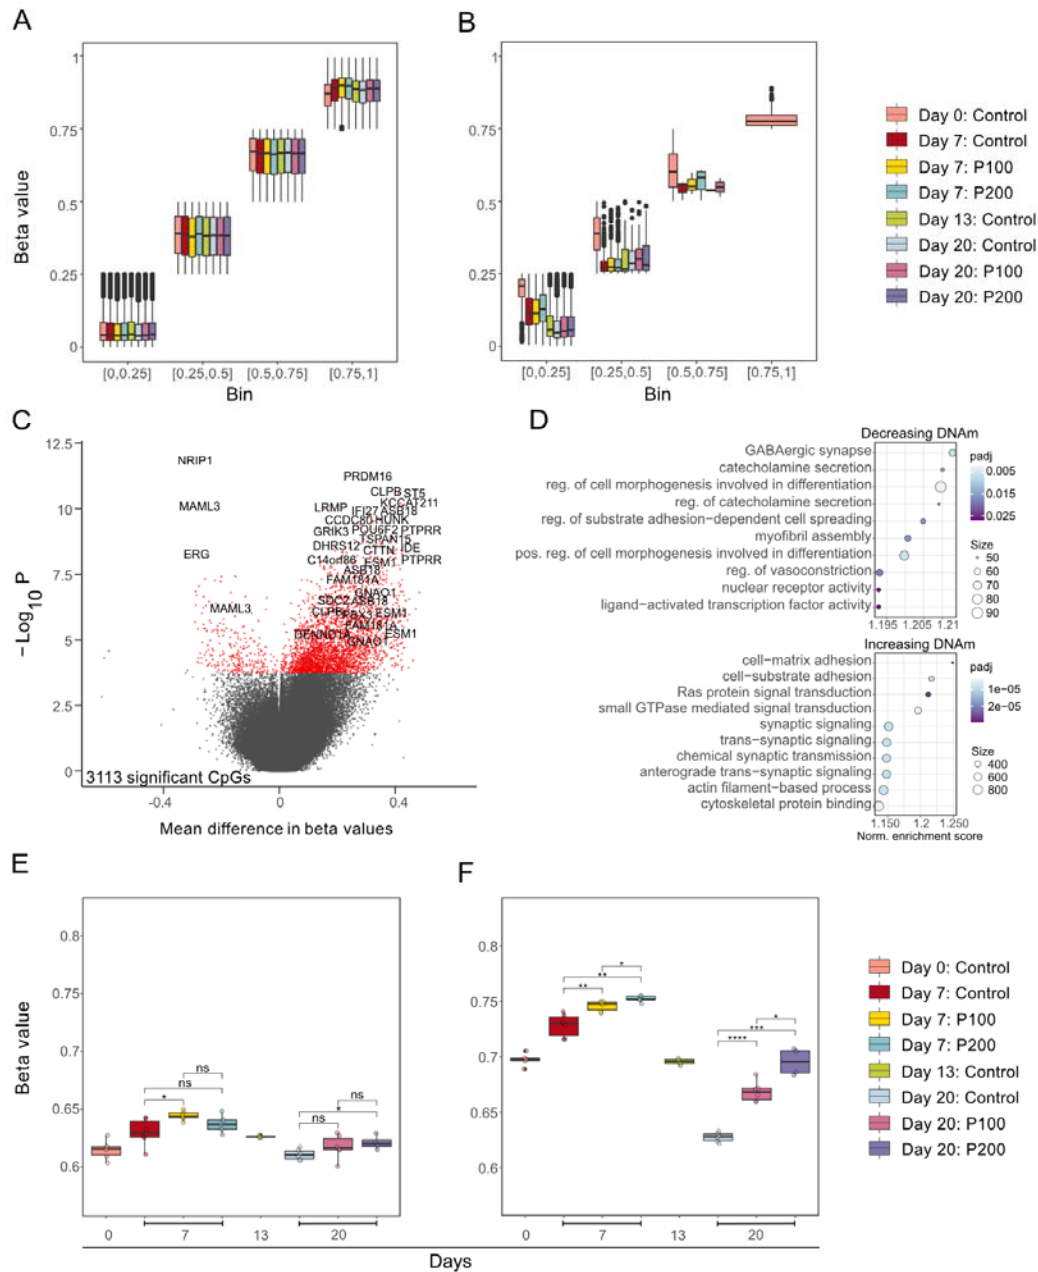 A
B
Beta value
1
0.75
0.5
0.25
0
[0,0.25]
[0.25,0.5]
[0.5,0.75]
[0.75,1]
Bin
1
0.75
0.5
0.25
0
[0,0.25]
[0.25,0.5]
[0.5,0.75]
[0.75,1]
Bin
Day 0: Control
Day 7: Control
Day 7: P100
Day 7: P200
Day 13: Control
Day 20: Control
Day 20: P100
Day 20: P200
C
−Log10 P
12.5
10
7.5
5
2.5
0
NRIP1
PRDM16
CLPB ST5
MAML3
LRMP
KCCAT211
IFI27 ASB18
CCDC80 HUNK
GRIK3 POU6F2 PTPRR
TSPAN15
ERG
DHRS12 CTTN IDE
C14orf86 ESM1 PTPRR
ASB18
FAM181A
GNAO1
MAML3
SDC2 ASB18
CLPB PBX3 ESM1
FAM181A
DENND1A ESM1
GNAO1
3113 significant CpGs
-0.4
0
0.4
Mean difference in beta values
D
Decreasing DNAm
GABAergic synapse
catecholamine secretion
reg. of cell morphogenesis involved in differentiation
reg. of catecholamine secretion
reg. of substrate adhesion−dependent cell spreading
myofibril assembly
pos. reg. of cell morphogenesis involved in differentiation
reg. of vasoconstriction
nuclear receptor activity
ligand−activated transcription factor activity
1.195
1.205
1.21
padj
0.005
0.015
0.025
Size
50
60
70
80
90
Increasing DNAm
cell−matrix adhesion
cell−substrate adhesion
Ras protein signal transduction
small GTPase mediated signal transduction
synaptic signaling
trans−synaptic signaling
chemical synaptic transmission
anterograde trans−synaptic signaling
actin filament−based process
cytoskeletal protein binding
1.150
1.2
1.250
Norm. enrichment score
padj
1e−05
2e−05
Size
400
600
800
E
Beta value
0.8
0.75
0.7
0.65
0.6
ns
ns
*
ns
*
ns
0
7
13
20
F
0.8
0.75
0.7
0.65
0.6
*
**
**
*
***
****
0
7
13
20
Days
Day 0: Control
Day 7: Control
Day 7: P100
Day 7: P200
Day 13: Control
Day 20: Control
Day 20: P100
Day 20: P200